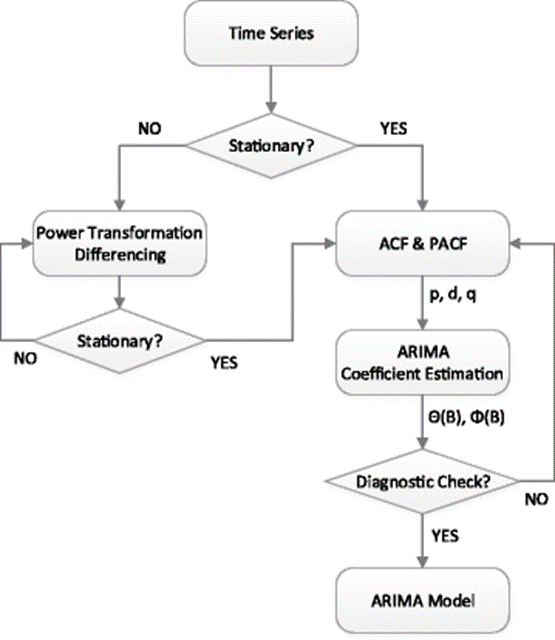 Time Series
NO
YES
Stationary?
Power Transformation
Differencing
ACF & PACF
p, d, q
Stationary?
NO
YES
ARIMA
Coefficient Estimation
Θ(B), Φ(B)
Diagnostic Check?
NO
YES
ARIMA Model